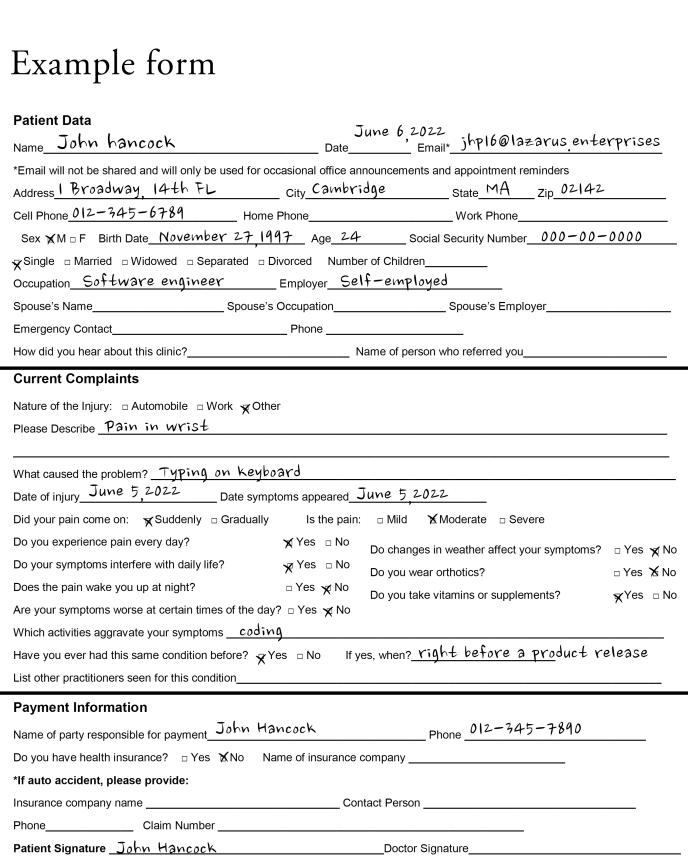 Example form
Patient Data
Name John hancock Date June 6, 2022 Email* jhp16@lazarus.enterprises
*Email will not be shared and will only be used for occasional office announcements and appointment reminders
Address 1 Broadway, 14th FL City Cambridge State MA Zip 02142
Cell Phone 012-345-6789 Home Phone Work Phone
Sex ☒ M ☐ F Birth Date November 27, 1997 Age 24 Social Security Number 000-00-0000
☒ Single ☐ Married ☐ Widowed ☐ Separated ☐ Divorced Number of Children
Occupation Software engineer Employer Self-employed
Spouse's Name Spouse's Occupation Spouse's Employer
Emergency Contact Phone
How did you hear about this clinic? Name of person who referred you
Current Complaints
Nature of the Injury: ☐ Automobile ☐ Work ☒ Other
Please Describe Pain in wrist
What caused the problem? Typing on keyboard
Date of injury June 5, 2022 Date symptoms appeared June 5, 2022
Did your pain come on: ☒ Suddenly ☐ Gradually Is the pain: ☐ Mild ☒ Moderate ☐ Severe
Do you experience pain every day? ☒ Yes ☐ No
Do changes in weather affect your symptoms? ☐ Yes ☒ No
Do your symptoms interfere with daily life? ☒ Yes ☐ No
Do you wear orthotics? ☐ Yes ☒ No
Does the pain wake you up at night? ☐ Yes ☒ No
Do you take vitamins or supplements? ☒ Yes ☐ No
Are your symptoms worse at certain times of the day? ☐ Yes ☒ No
Which activities aggravate your symptoms coding
Have you ever had this same condition before? ☒ Yes ☐ No If yes, when? right before a product release
List other practitioners seen for this condition
Payment Information
Name of party responsible for payment John Hancock Phone 012-345-7890
Do you have health insurance? ☐ Yes ☒ No Name of insurance company
*If auto accident, please provide:
Insurance company name Contact Person
Phone Claim Number
Patient Signature John Hancock Doctor Signature